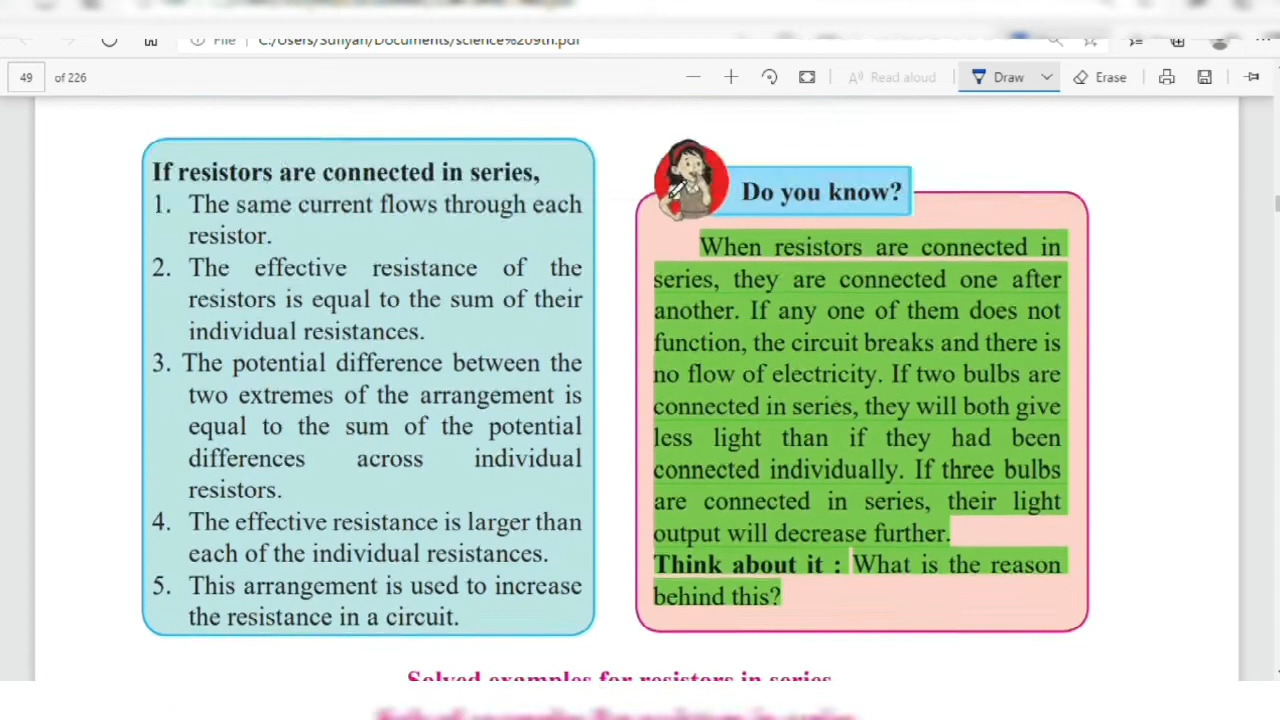 File C:/Users/Sufiyan/Documents/science%209th.pdf
49 of 226 Read aloud Draw Erase
If resistors are connected in series,
1. The same current flows through each
resistor.
2. The effective resistance of the
resistors is equal to the sum of their
individual resistances.
3. The potential difference between the
two extremes of the arrangement is
equal to the sum of the potential
differences across individual
resistors.
4. The effective resistance is larger than
each of the individual resistances.
5. This arrangement is used to increase
the resistance in a circuit.
Do you know?
When resistors are connected in
series, they are connected one after
another. If any one of them does not
function, the circuit breaks and there is
no flow of electricity. If two bulbs are
connected in series, they will both give
less light than if they had been
connected individually. If three bulbs
are connected in series, their light
output will decrease further.
Think about it : What is the reason
behind this?
Solved examples for resistors in series